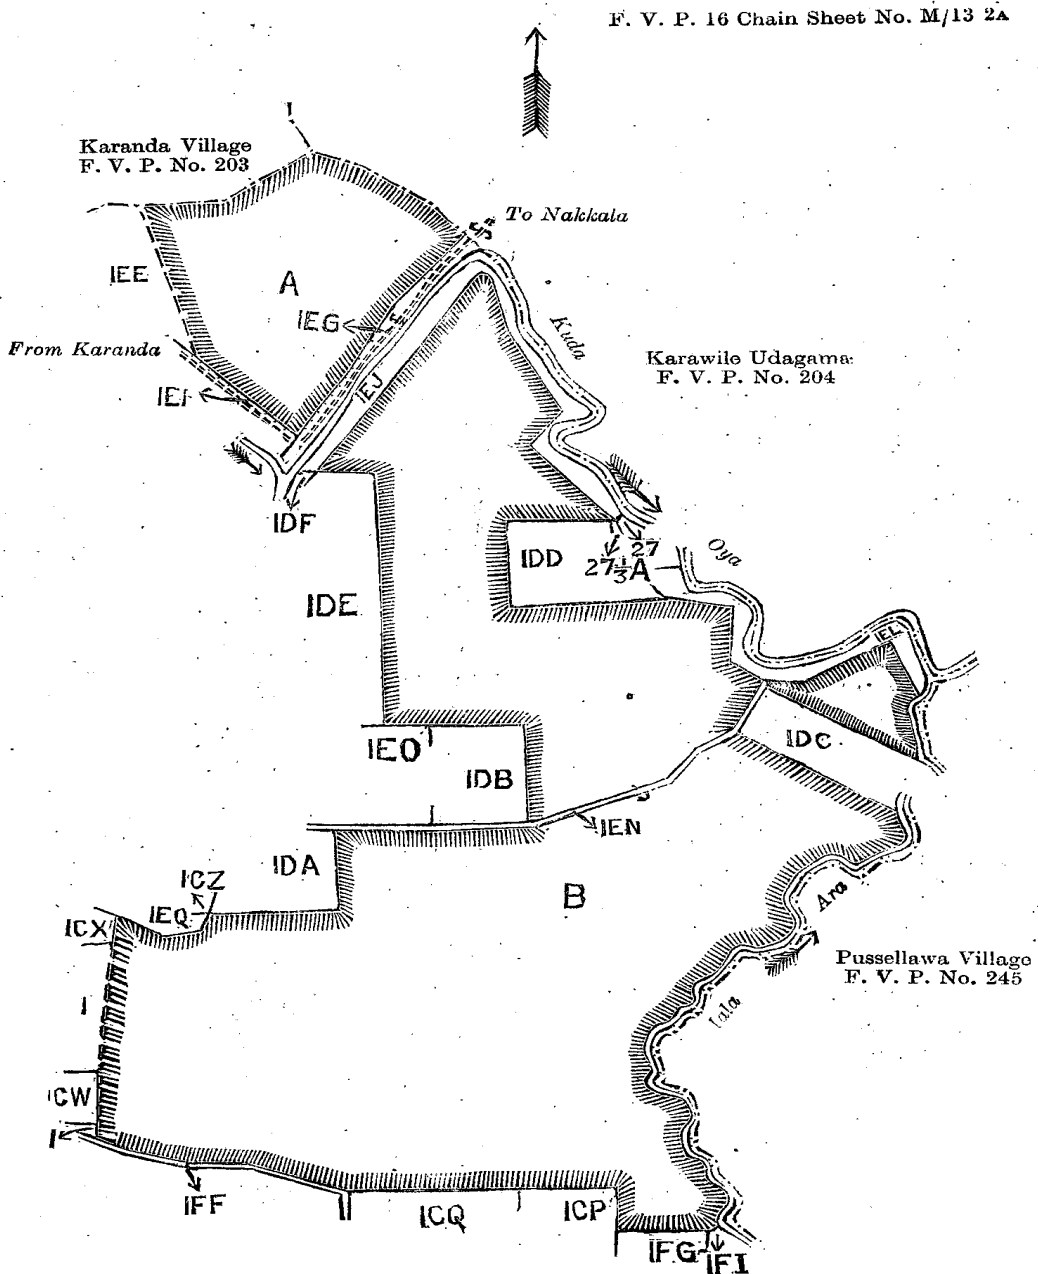 F. V. P. 16 Chain Sheet No. M/13 2A
I
Karanda Village
F. V. P. No. 203
To Nakkala
IEE
A
IEG
Kuda
From Karanda
Karawile Udagama
F. V. P. No. 204
IEI
IEJ
IDF
Oya
27
IDD
27⅓A
IDE
IEL
IDC
IEO
IDB
IEN
IDA
ICZ
B
Ara
IEQ
ICX
Pussellawa Village
F. V. P. No. 245
I
Iala
ICW
I
IFF
ICQ
ICP
IFG
IFI